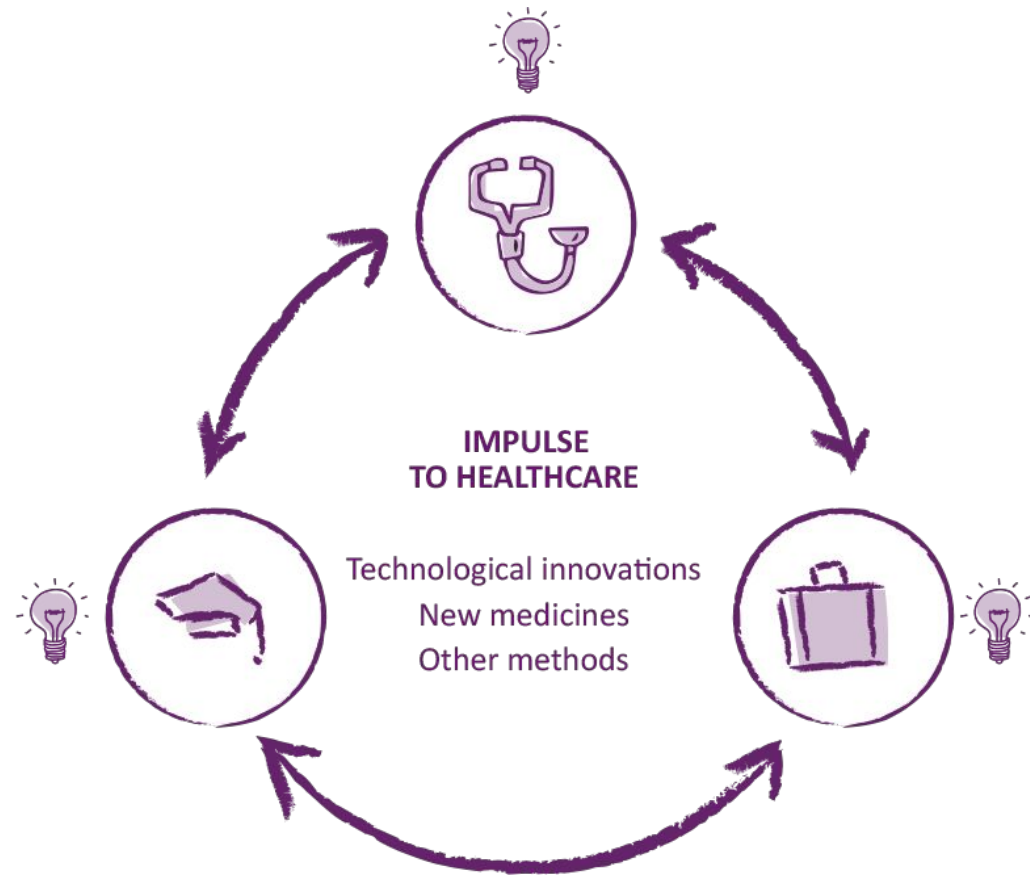 IMPULSE
TO HEALTHCARE
Technological innovations
New medicines
Other methods